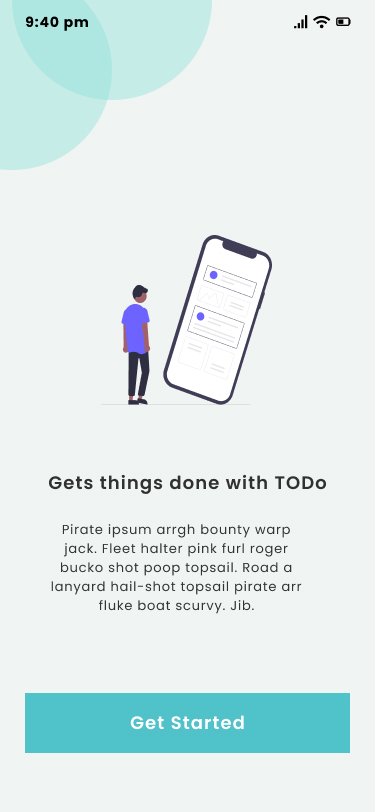 9:40 pm
Gets things done with TODo
Pirate ipsum arrgh bounty warp
jack. Fleet halter pink furl roger
bucko shot poop topsail. Road a
lanyard hail-shot topsail pirate arr
fluke boat scurvy. Jib.
Get Started